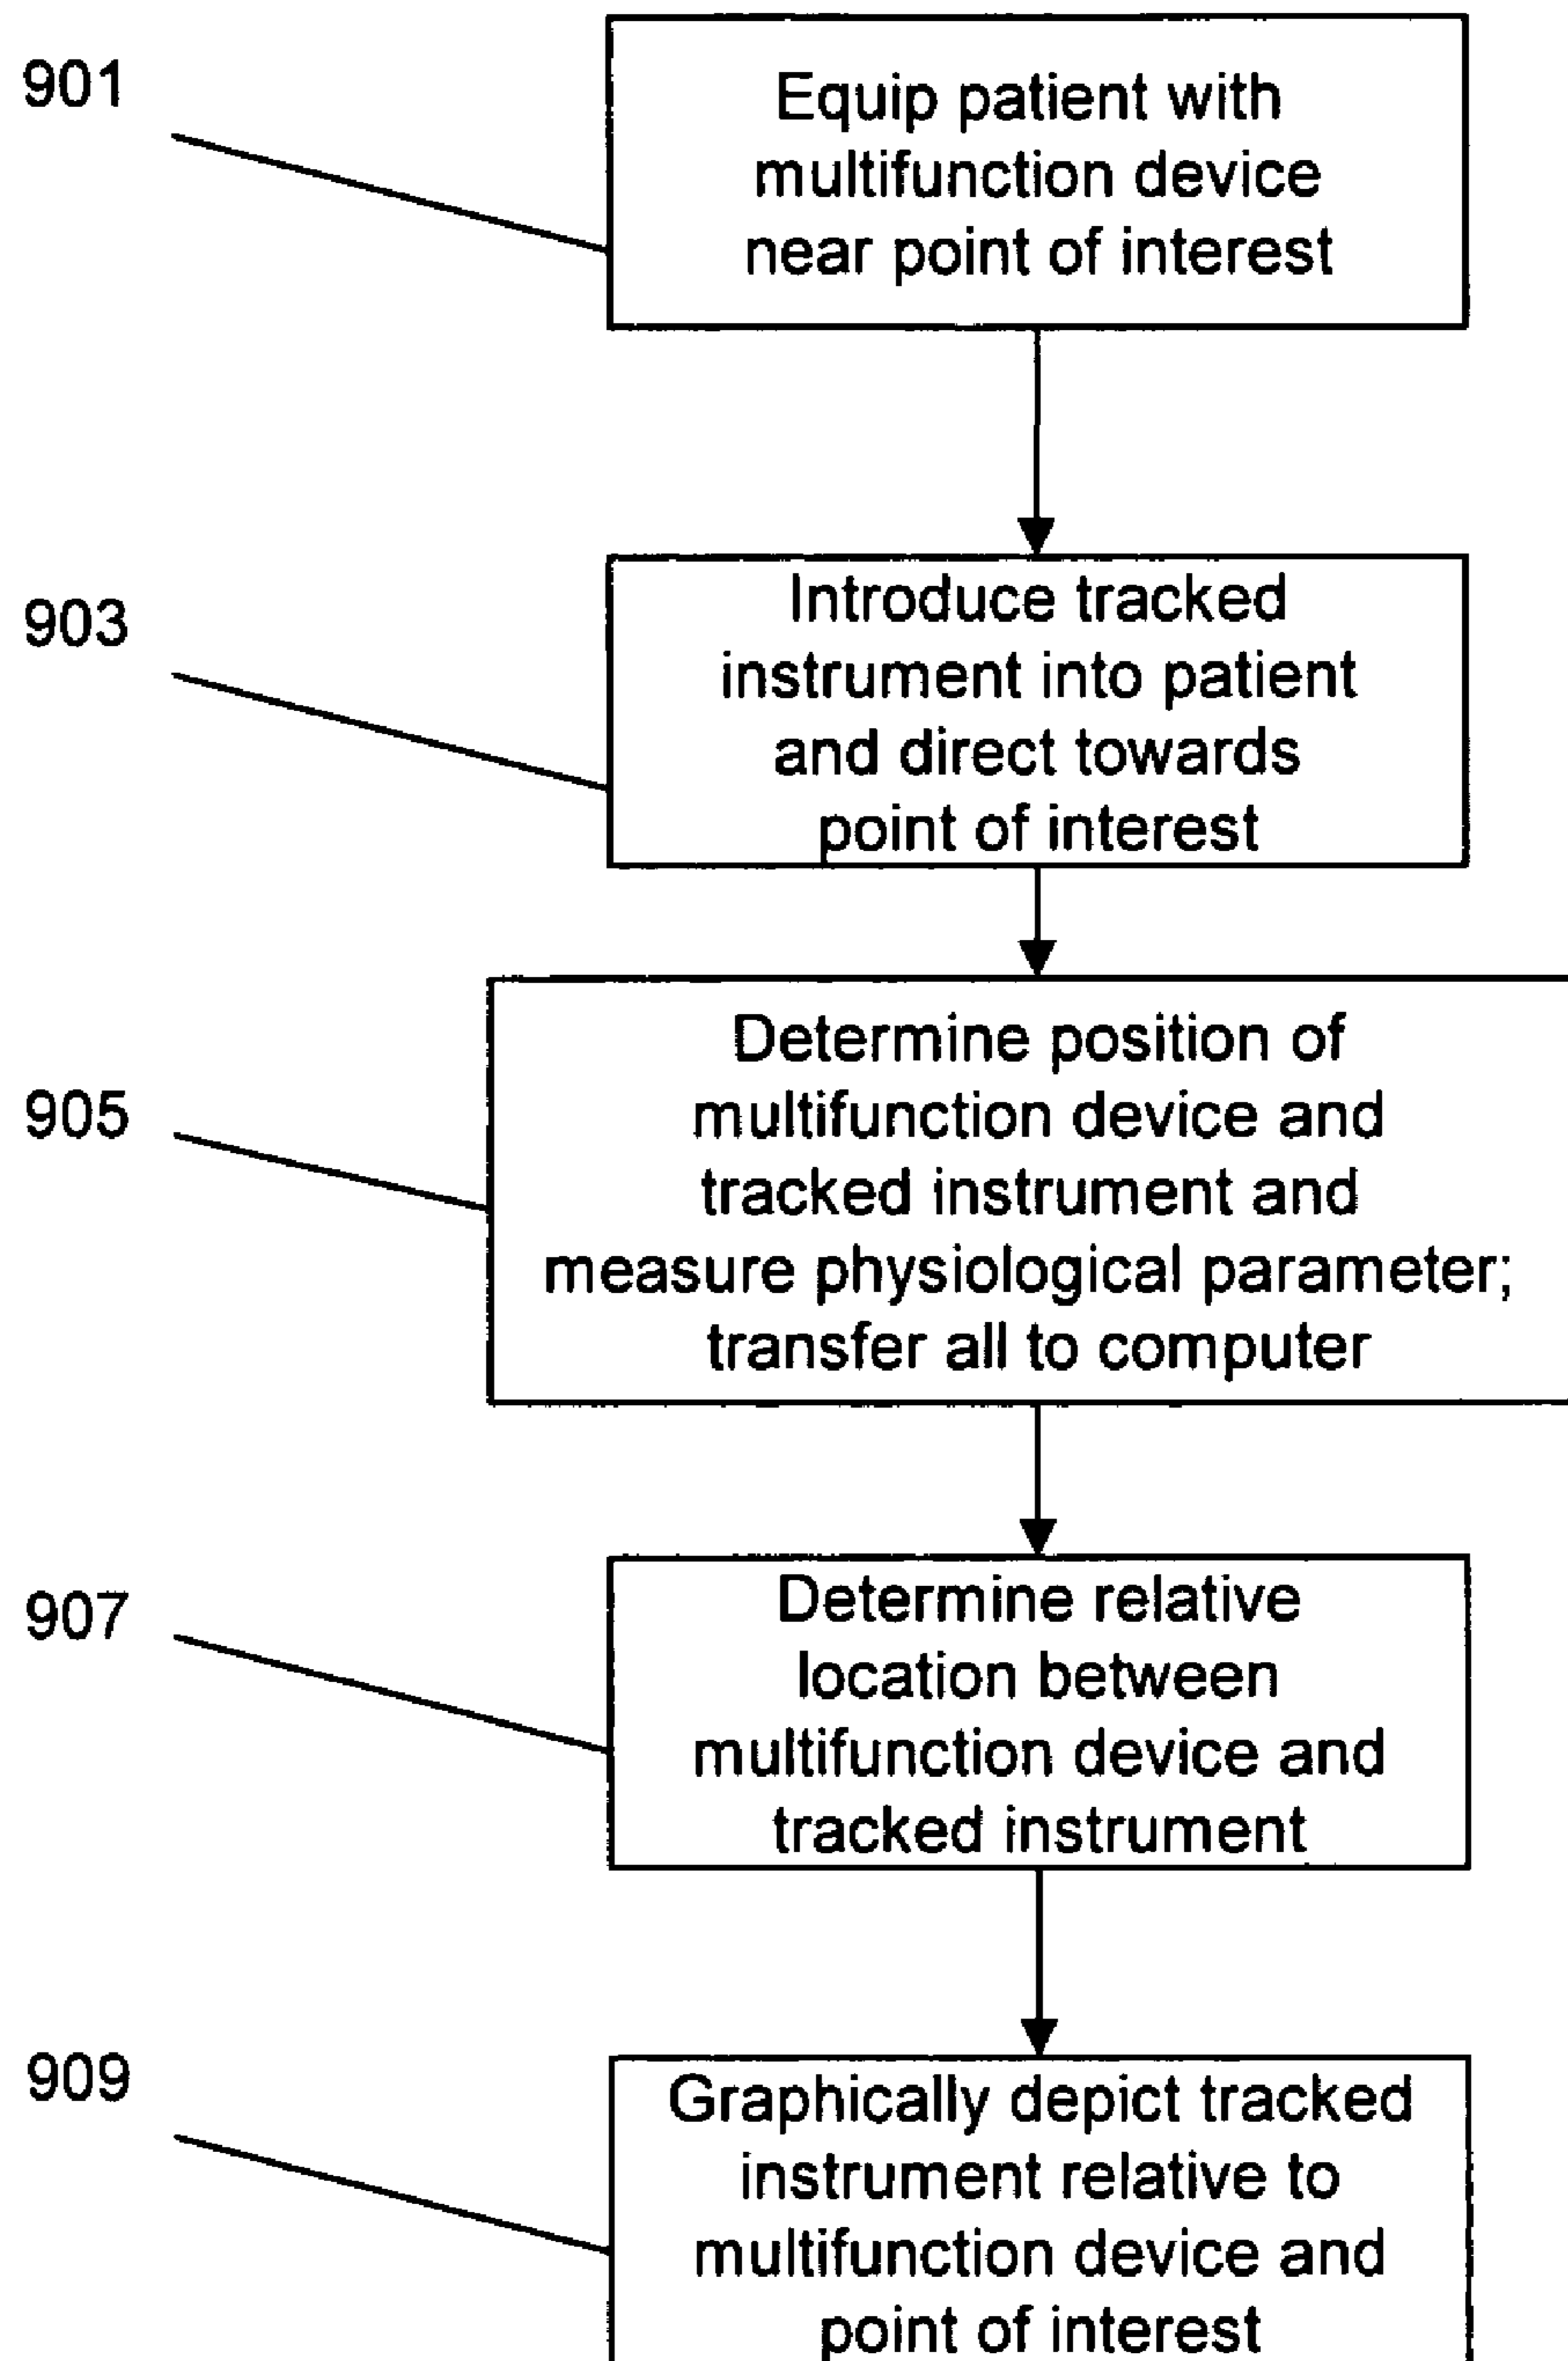 901
Equip patient with
multifunction device
near point of interest
903
Introduce tracked
instrument into patient
and direct towards
point of interest
905
Determine position of
multifunction device and
tracked instrument and
measure physiological parameter;
transfer all to computer
907
Determine relative
location between
multifunction device and
tracked instrument
909
Graphically depict tracked
instrument relative to
multifunction device and
point of interest